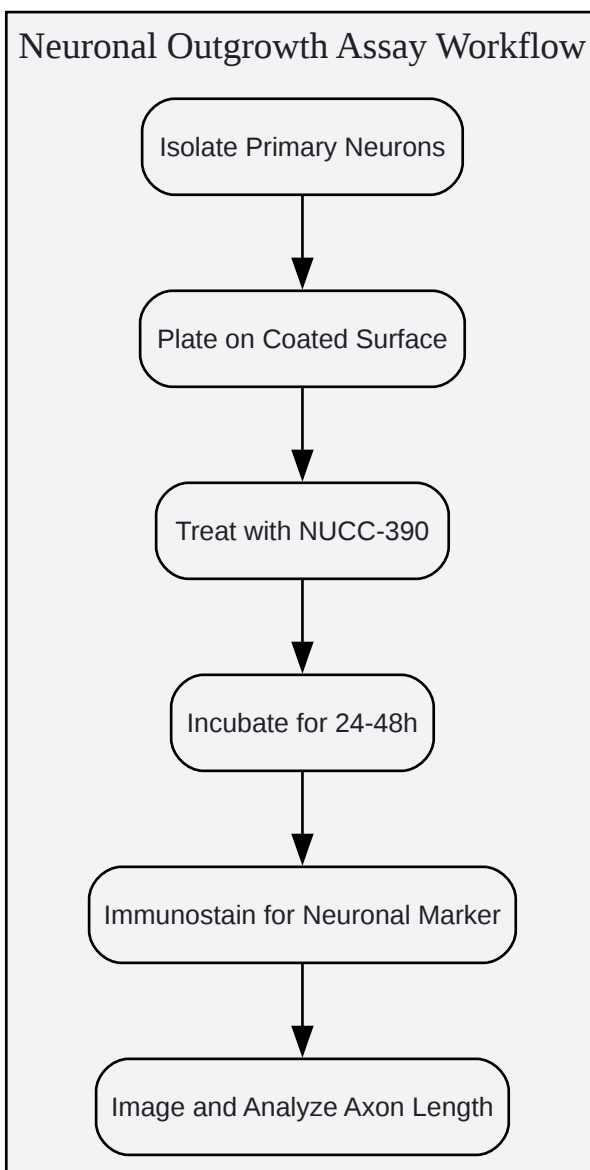 Neuronal Outgrowth Assay Workflow
Isolate Primary Neurons
Plate on Coated Surface
Treat with NUCC-390
Incubate for 24-48h
Immunostain for Neuronal Marker
Image and Analyze Axon Length